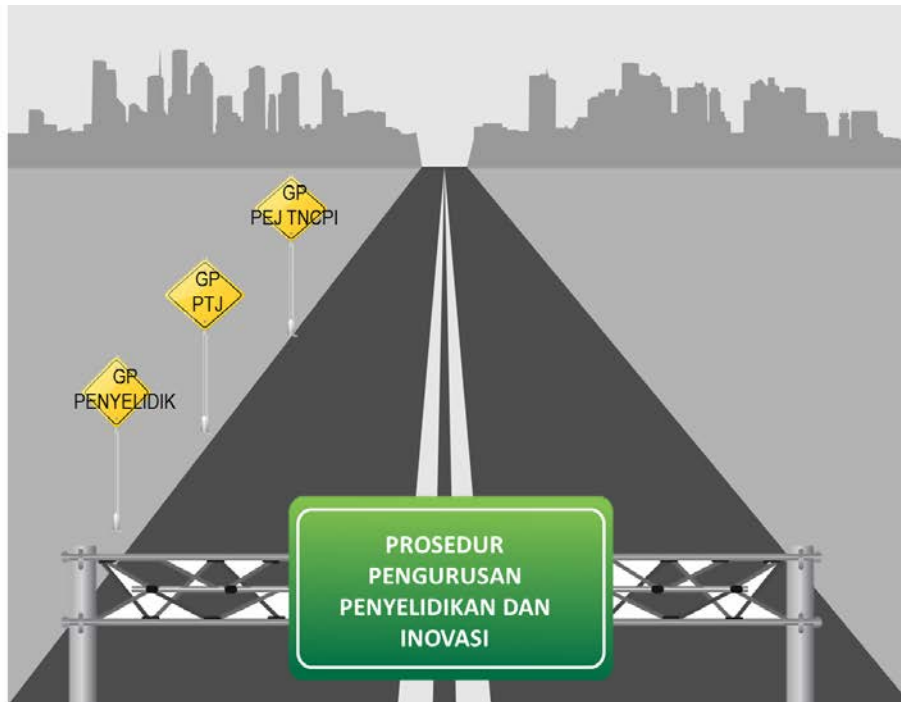 GP
PEJ TNCPI
GP
PTJ
GP
PENYELIDIK
PROSEDUR
PENGURUSAN
PENYELIDIKAN DAN
INOVASI